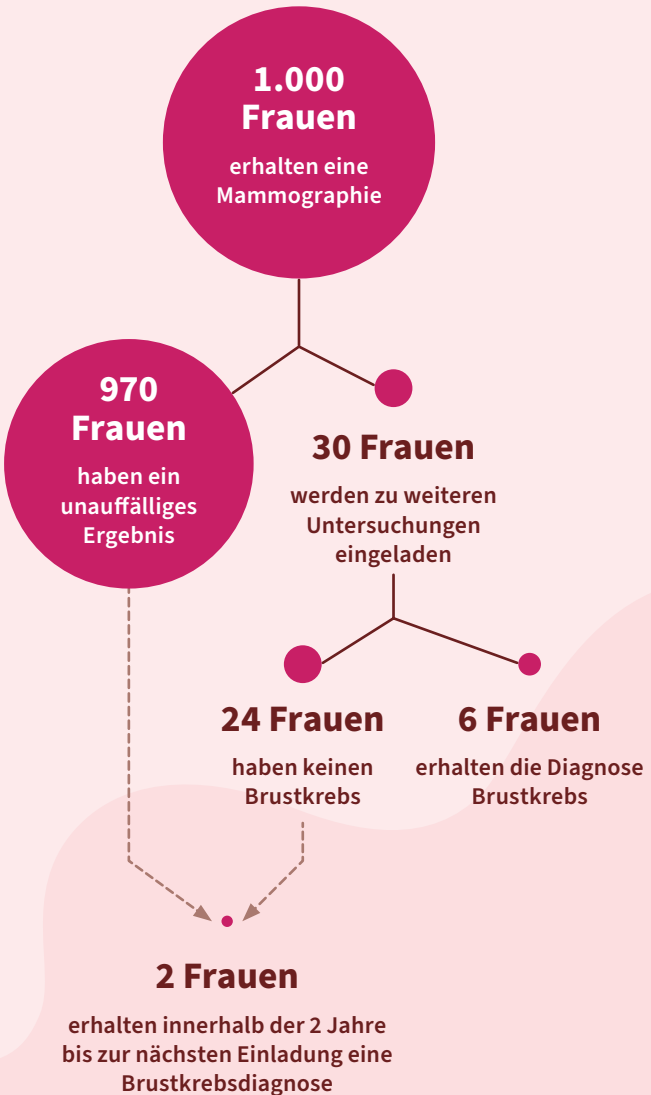 1.000
Frauen
erhalten eine
Mammographie
970
Frauen
haben ein
unauffälliges
Ergebnis
30 Frauen
werden zu weiteren
Untersuchungen
eingeladen
24 Frauen
haben keinen
Brustkrebs
6 Frauen
erhalten die Diagnose
Brustkrebs
2 Frauen
erhalten innerhalb der 2 Jahre
bis zur nächsten Einladung eine
Brustkrebsdiagnose